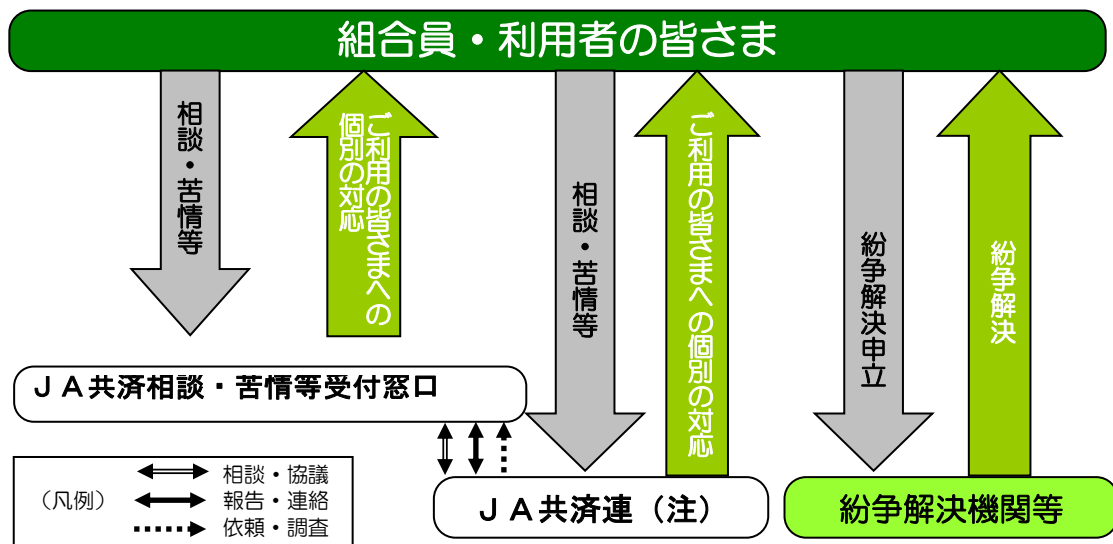 組合員・利用者の皆さま
相談・苦情等
ご利用の皆さまへの
個別の対応
相談・苦情等
ご利用の皆さまへの個別の対応
紛争解決申立
紛争解決
JA共済相談・苦情等受付窓口
(凡例)
相談・協議
報告・連絡
依頼・調査
JA共済連(注)
紛争解決機関等